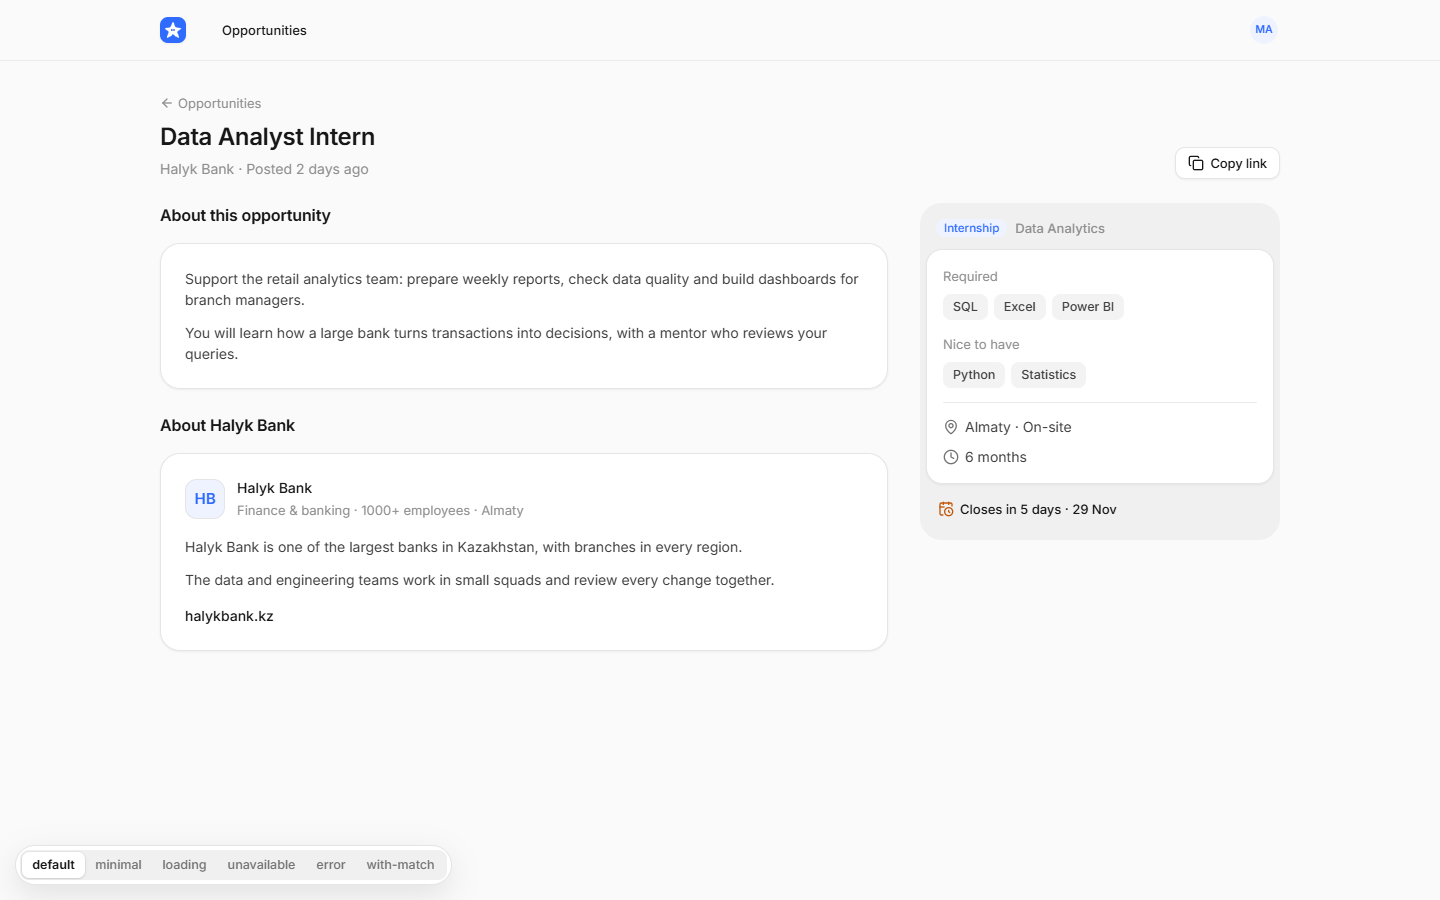 Opportunities
MA
Opportunities
Data Analyst Intern
Halyk Bank · Posted 2 days ago
Copy link
About this opportunity
Support the retail analytics team: prepare weekly reports, check data quality and build dashboards for
branch managers.
You will learn how a large bank turns transactions into decisions, with a mentor who reviews your
queries.
About Halyk Bank
HB
Halyk Bank
Finance & banking · 1000+ employees · Almaty
Halyk Bank is one of the largest banks in Kazakhstan, with branches in every region.
The data and engineering teams work in small squads and review every change together.
halykbank.kz
Internship Data Analytics
Required
SQL Excel Power BI
Nice to have
Python Statistics
Almaty · On-site
6 months
Closes in 5 days · 29 Nov
default minimal loading unavailable error with-match